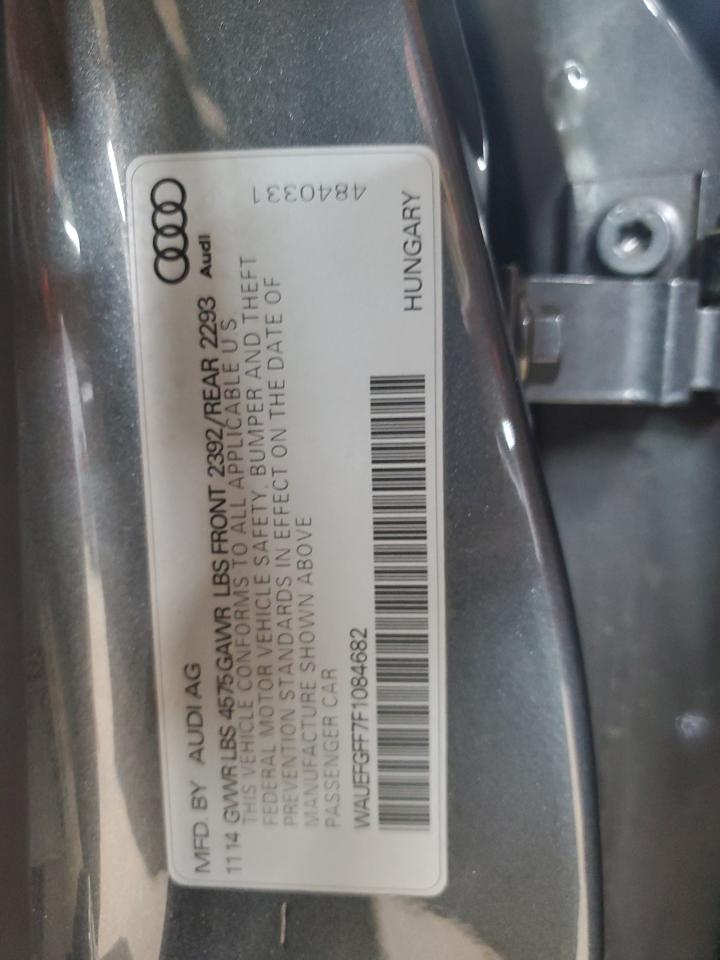 MFD. BY AUDI AG
11 14 GVWR LBS 4575 GAWR LBS FRONT 2392/REAR 2293
Audi
THIS VEHICLE CONFORMS TO ALL APPLICABLE U S
FEDERAL MOTOR VEHICLE SAFETY, BUMPER AND THEFT
PREVENTION STANDARDS IN EFFECT ON THE DATE OF
MANUFACTURE SHOWN ABOVE
PASSENGER CAR
4840331
WAUEFGFF7F1084682
HUNGARY